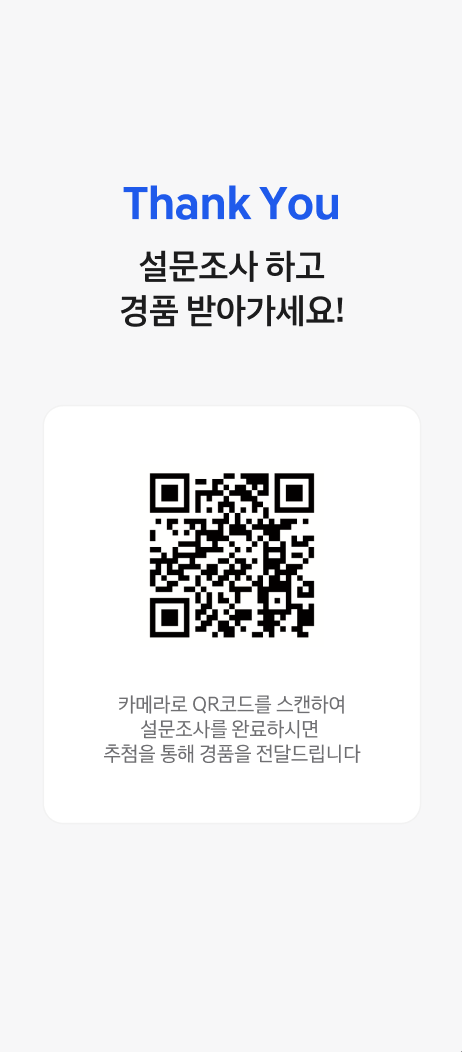 Thank You
설문조사 하고
경품 받아가세요!
카메라로 QR코드를 스캔하여
설문조사를 완료하시면
추첨을 통해 경품을 전달드립니다